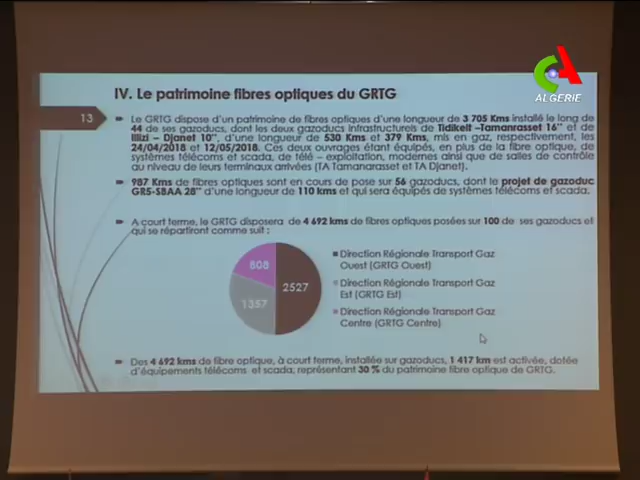 CA
ALGERIE
IV. Le patrimoine fibres optiques du GRTG
13
Le GRTG dispose d'un patrimoine de fibres optiques d'une longueur de 3 705 Kms installé le long de
44 de ses gazoducs, dont les deux gazoducs infrastructurels de Tidikelt –Tamanrasset 16'' et de
Illizi – Djanet 10'', d'une longueur de 530 Kms et 379 Kms, mis en gaz, respectivement, les
24/04/2018 et 12/05/2018. Ces deux ouvrages étant équipés, en plus de la fibre optique, de
systèmes télécoms et scada, de télé – exploitation, modernes ainsi que de salles de contrôle
au niveau de leurs terminaux arrivées (TA Tamanarasset et TA Djanet).
987 Kms de fibres optiques sont en cours de pose sur 56 gazoducs, dont le projet de gazoduc
GR5-SBAA 28'' d'une longueur de 110 kms et qui sera équipés de systèmes télécoms et scada.
A court terme, le GRTG disposera de 4 692 kms de fibres optiques posées sur 100 de ses gazoducs et
qui se répartiront comme suit :
808
2527
1357
Direction Régionale Transport Gaz
Ouest (GRTG Ouest)
Direction Régionale Transport Gaz
Est (GRTG Est)
Direction Régionale Transport Gaz
Centre (GRTG Centre)
Des 4 692 kms de fibre optique, à court terme, installée sur gazoducs, 1 417 km est activée, dotée
d'équipements télécoms et scada, représentant 30 % du patrimoine fibre optique de GRTG.